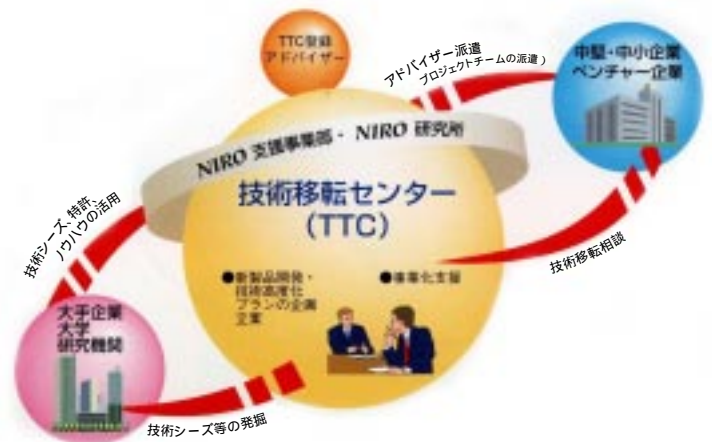 TTC登録
アドバイザー
アドバイザー派遣
プロジェクトチームの派遣)
中堅・中小企業
ベンチャー企業
NIRO 支援事業部・ NIRO 研究所
技術移転センター
(TTC)
技術シーズ、特許、
ノウハウの活用
技術移転相談
●新製品開発・
技術高度化
プランの企画
立案
●事業化支援
大手企業
大学
研究機関
技術シーズ等の発掘